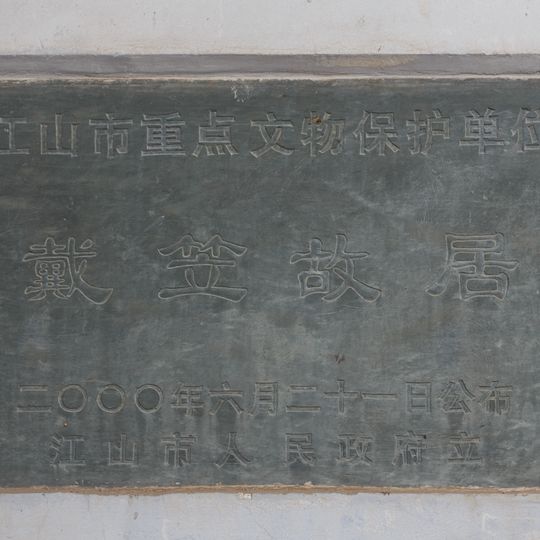 江山市重点文物保护单位
戴笠故居
二〇〇〇年六月二十一日公布
江山市人民政府立